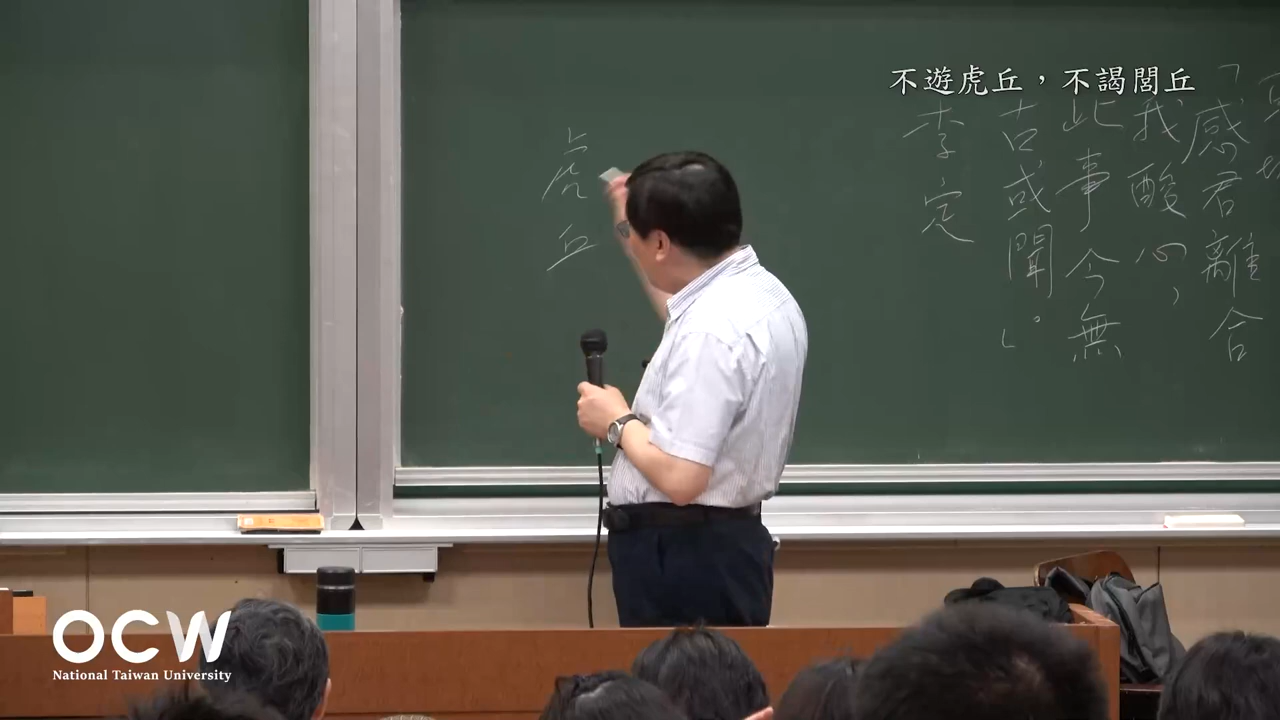 不遊虎丘，不謁閭丘
「感君離合
我酸心，
此事今無
古或聞。」
李定
虎丘
OCW
National Taiwan University